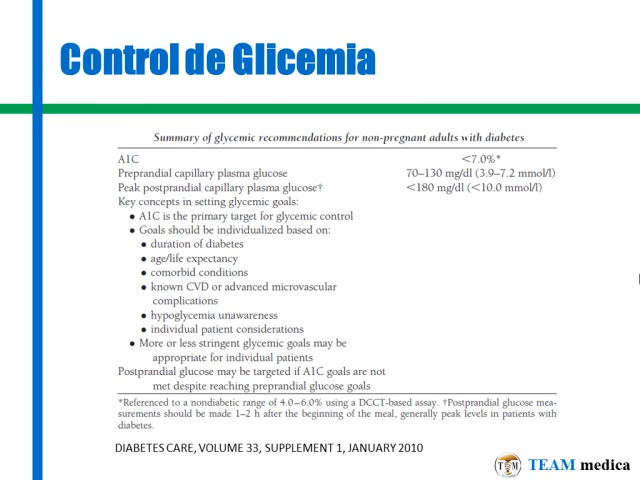 Control de Glicemia
Summary of glycemic recommendations for non-pregnant adults with diabetes
A1C <7.0%*
Preprandial capillary plasma glucose 70–130 mg/dl (3.9–7.2 mmol/l)
Peak postprandial capillary plasma glucose† <180 mg/dl (<10.0 mmol/l)
Key concepts in setting glycemic goals:
● A1C is the primary target for glycemic control
● Goals should be individualized based on:
● duration of diabetes
● age/life expectancy
● comorbid conditions
● known CVD or advanced microvascular
complications
● hypoglycemia unawareness
● individual patient considerations
● More or less stringent glycemic goals may be
appropriate for individual patients
Postprandial glucose may be targeted if A1C goals are not
met despite reaching preprandial glucose goals
*Referenced to a nondiabetic range of 4.0–6.0% using a DCCT-based assay. †Postprandial glucose mea-
surements should be made 1–2 h after the beginning of the meal, generally peak levels in patients with
diabetes.
DIABETES CARE, VOLUME 33, SUPPLEMENT 1, JANUARY 2010
TEAM medica